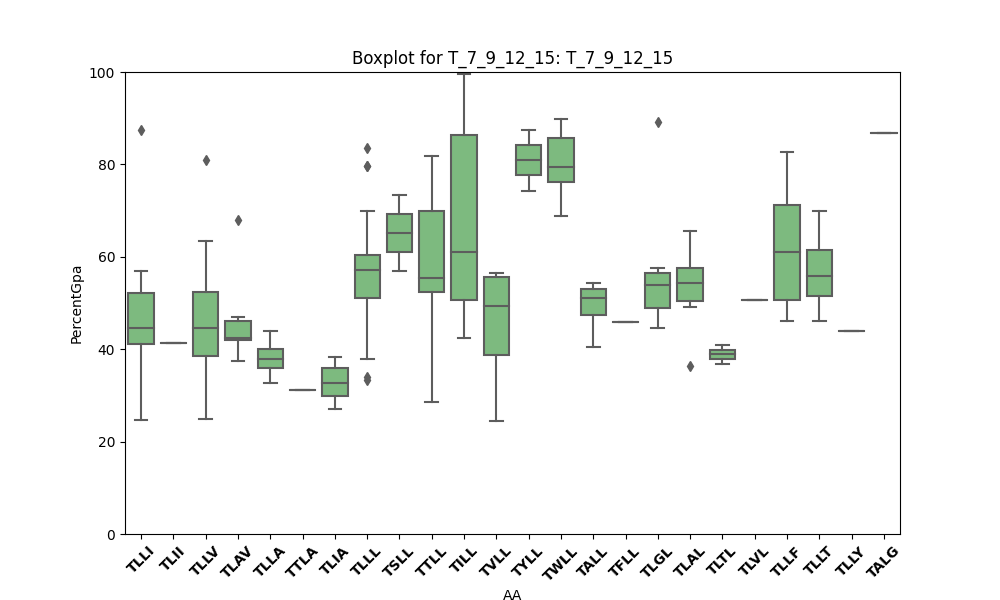 Boxplot for T_7_9_12_15: T_7_9_12_15
PercentGpa
100
80
60
40
20
0
TLLI TLII TLLV TLAV TLLA TTLA TLIA TLLL TSLL TTLL TILL TVLL TYLL TWLL TALL TFLL TLGL TLAL TLTL TLVL TLLF TLLT TLLY TALG
AA